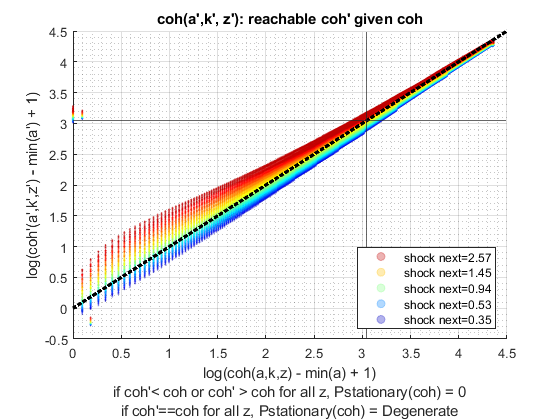 coh(a',k', z'): reachable coh' given coh
log(coh'(a',k',z') - min(a') + 1)
4.5
4
3.5
3
2.5
2
1.5
1
0.5
0
-0.5
shock next=2.57
shock next=1.45
shock next=0.94
shock next=0.53
shock next=0.35
0
0.5
1
1.5
2
2.5
3
3.5
4
4.5
log(coh(a,k,z) - min(a) + 1)
if coh'< coh or coh' > coh for all z, Pstationary(coh) = 0
if coh'==coh for all z, Pstationary(coh) = Degenerate